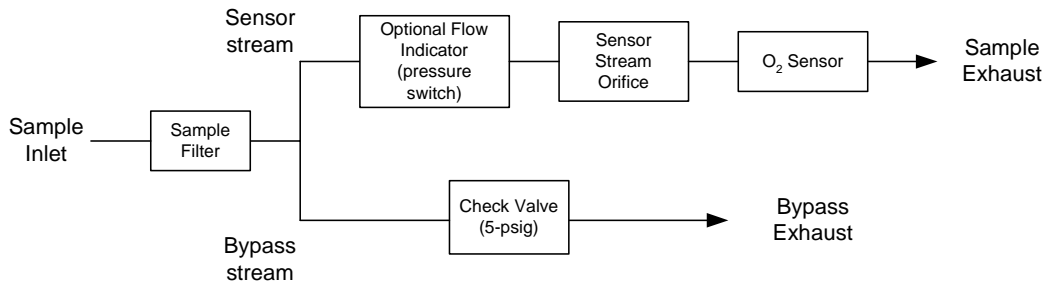 Sensor
stream
Optional Flow
Indicator
(pressure
switch)
Sensor
Stream
Orifice
O₂ Sensor
Sample
Exhaust
Sample
Inlet
Sample
Filter
Check Valve
(5-psig)
Bypass
Exhaust
Bypass
stream